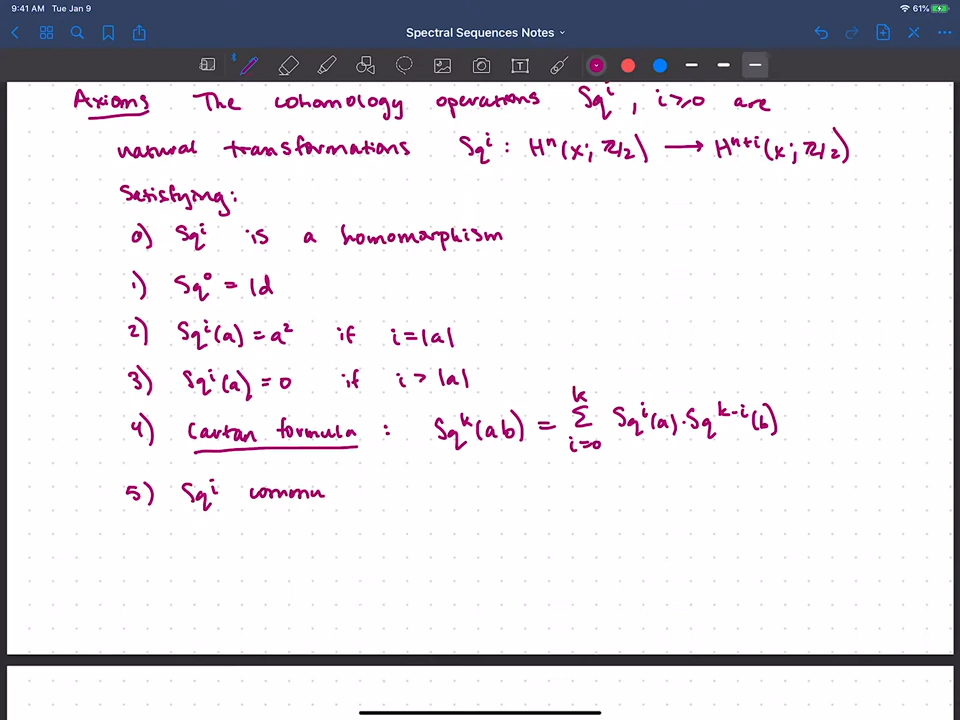 9:41 AM Tue Jan 9
61%
Spectral Sequences Notes
Axioms The cohomology operations Sq^i, i≥0 are
natural transformations Sq^i : H^n(X; ℤ/2) ⟶ H^{n+i}(X; ℤ/2)
Satisfying:
0) Sq^i is a homomorphism
1) Sq^0 = Id
2) Sq^i(a) = a^2 if i = |a|
3) Sq^i(a) = 0 if i > |a|
4) Cartan formula : Sq^k(ab) = ∑_{i=0}^{k} Sq^i(a)·Sq^{k-i}(b)
5) Sq^i commu